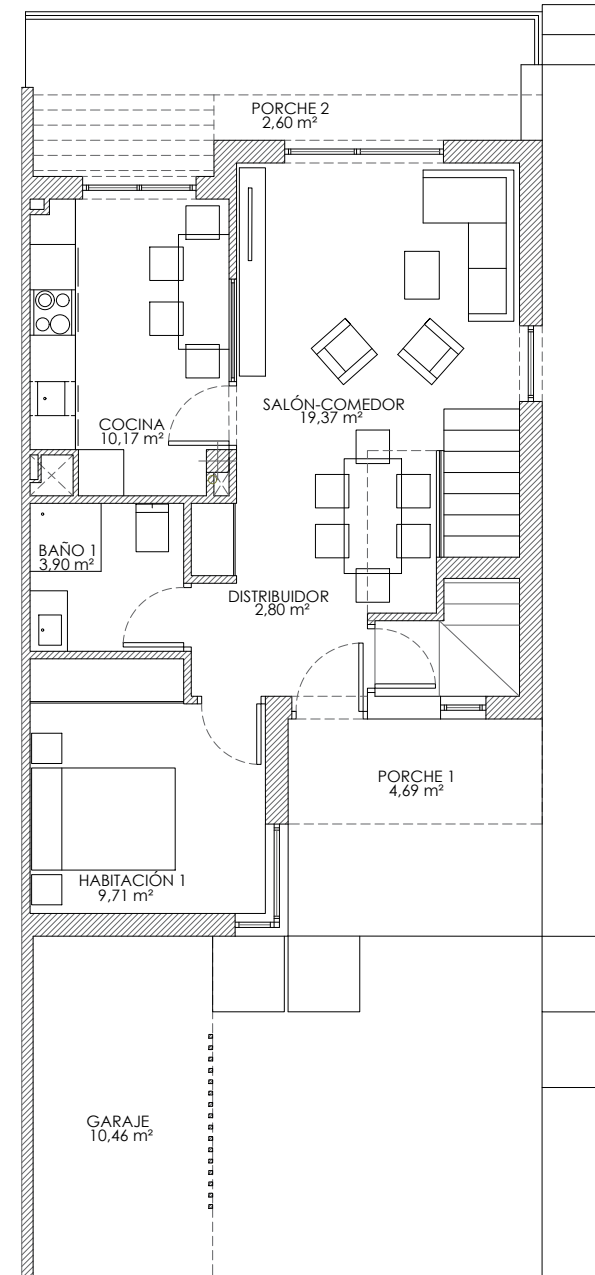 PORCHE 2
2,60 m²
SALÓN-COMEDOR
19,37 m²
COCINA
10,17 m²
BAÑO 1
3,90 m²
DISTRIBUIDOR
2,80 m²
PORCHE 1
4,69 m²
HABITACIÓN 1
9,71 m²
GARAJE
10,46 m²